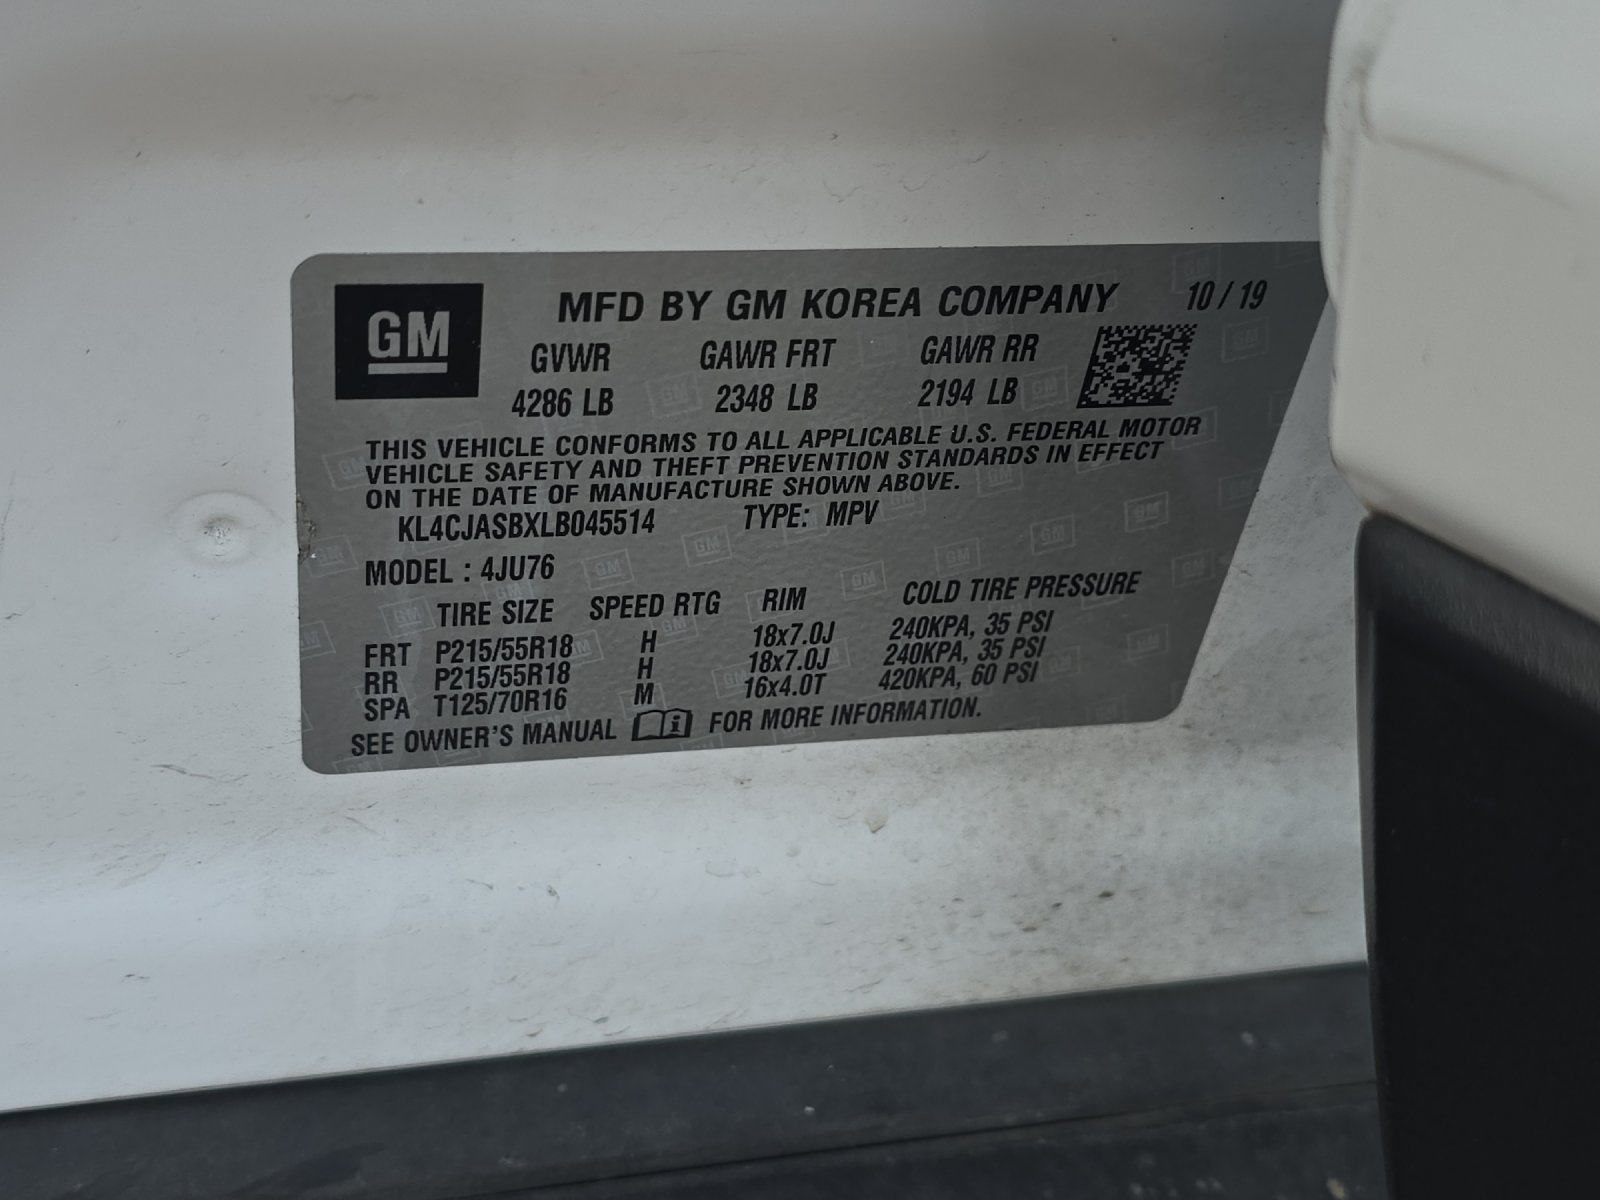 GM
MFD BY GM KOREA COMPANY 10/19
GVWR GAWR FRT GAWR RR
4286 LB 2348 LB 2194 LB
THIS VEHICLE CONFORMS TO ALL APPLICABLE U.S. FEDERAL MOTOR
VEHICLE SAFETY AND THEFT PREVENTION STANDARDS IN EFFECT
ON THE DATE OF MANUFACTURE SHOWN ABOVE.
KL4CJASBXLB045514 TYPE: MPV
MODEL : 4JU76
TIRE SIZE SPEED RTG RIM COLD TIRE PRESSURE
FRT P215/55R18 H 18x7.0J 240KPA, 35 PSI
RR P215/55R18 H 18x7.0J 240KPA, 35 PSI
SPA T125/70R16 M 16x4.0T 420KPA, 60 PSI
SEE OWNER'S MANUAL i FOR MORE INFORMATION.